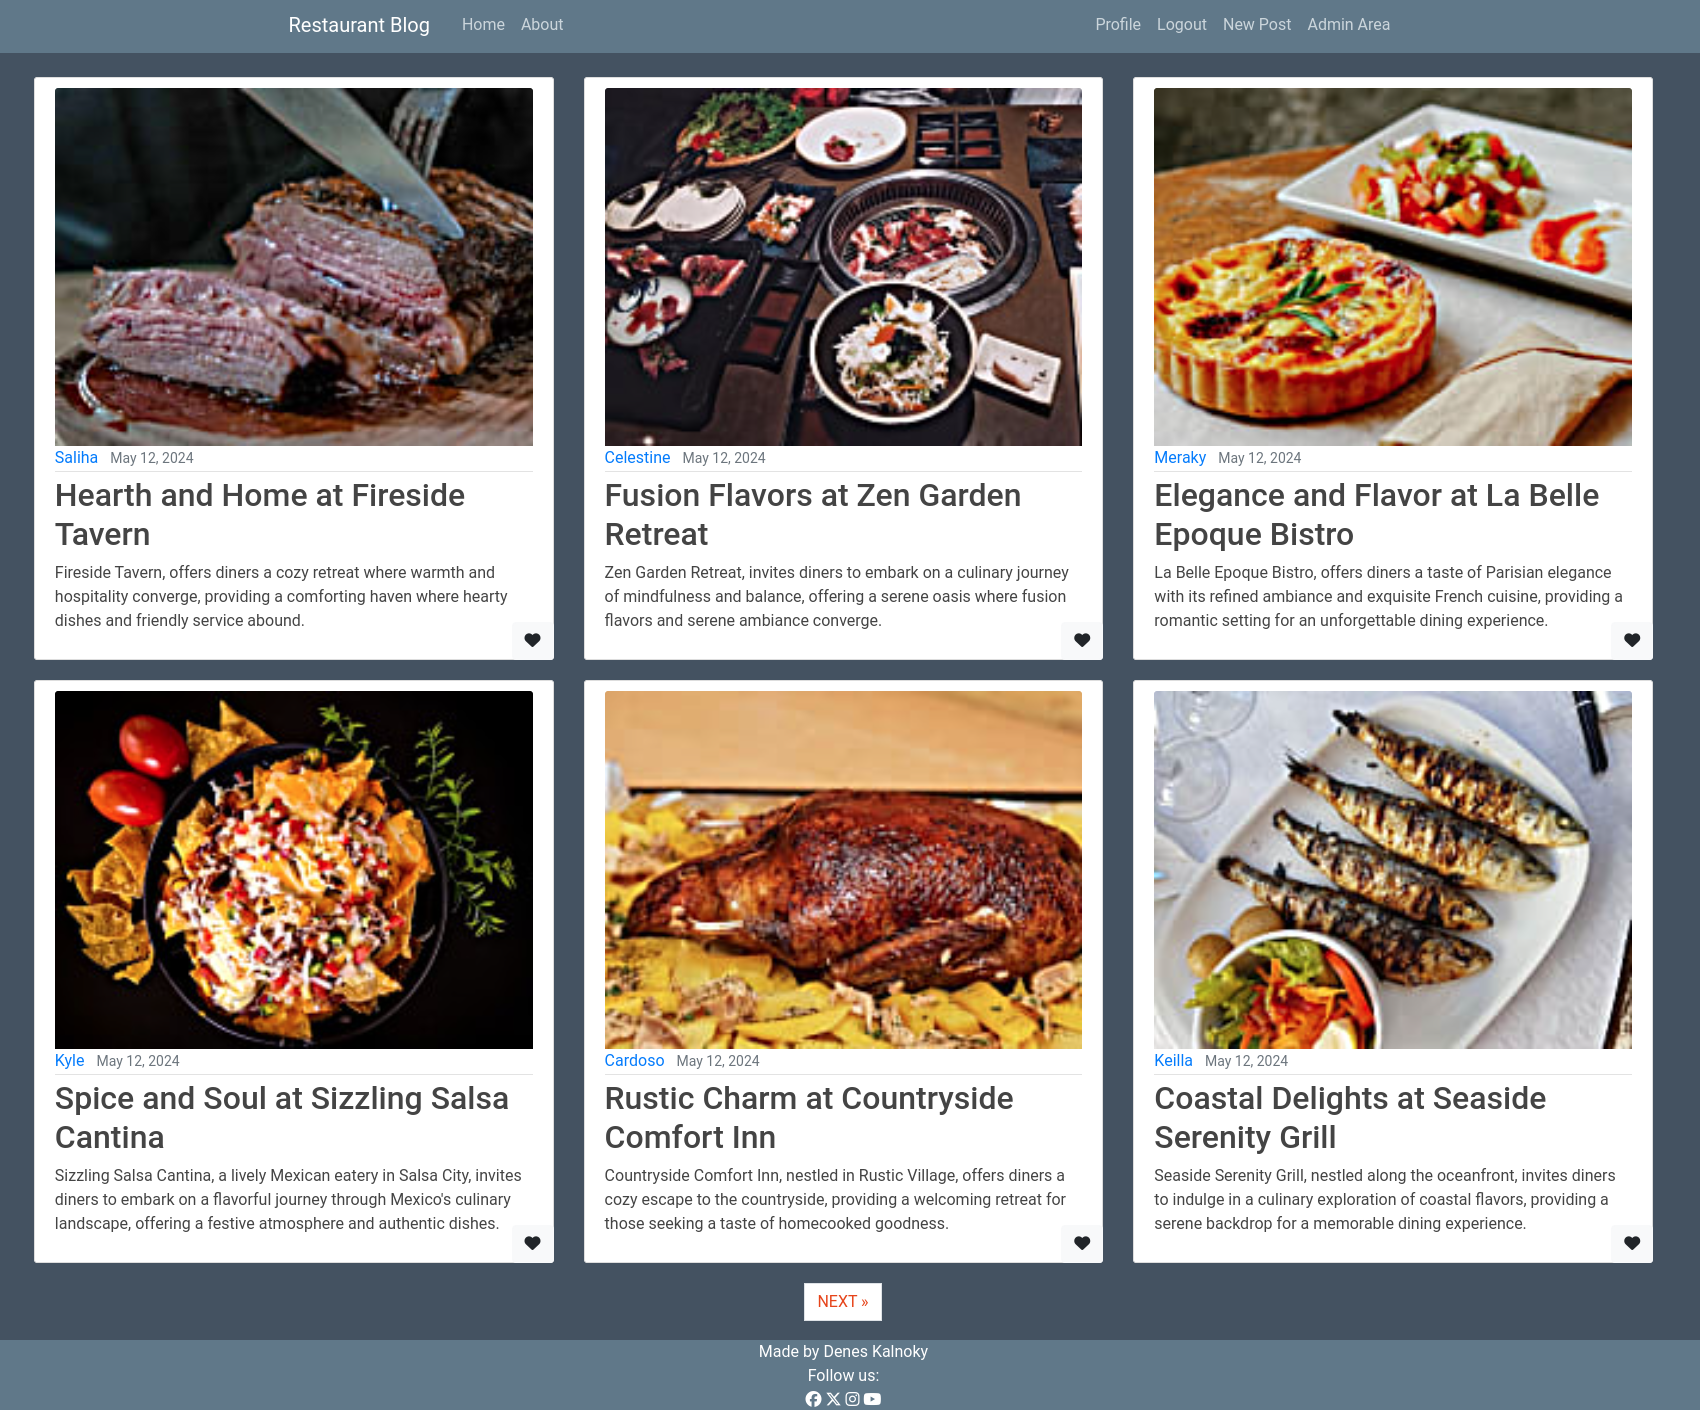 Restaurant Blog Home About Profile Logout New Post Admin Area
Saliha May 12, 2024
Hearth and Home at Fireside
Tavern
Fireside Tavern, offers diners a cozy retreat where warmth and
hospitality converge, providing a comforting haven where hearty
dishes and friendly service abound.
Celestine May 12, 2024
Fusion Flavors at Zen Garden
Retreat
Zen Garden Retreat, invites diners to embark on a culinary journey
of mindfulness and balance, offering a serene oasis where fusion
flavors and serene ambiance converge.
Meraky May 12, 2024
Elegance and Flavor at La Belle
Epoque Bistro
La Belle Epoque Bistro, offers diners a taste of Parisian elegance
with its refined ambiance and exquisite French cuisine, providing a
romantic setting for an unforgettable dining experience.
Kyle May 12, 2024
Spice and Soul at Sizzling Salsa
Cantina
Sizzling Salsa Cantina, a lively Mexican eatery in Salsa City, invites
diners to embark on a flavorful journey through Mexico's culinary
landscape, offering a festive atmosphere and authentic dishes.
Cardoso May 12, 2024
Rustic Charm at Countryside
Comfort Inn
Countryside Comfort Inn, nestled in Rustic Village, offers diners a
cozy escape to the countryside, providing a welcoming retreat for
those seeking a taste of homecooked goodness.
Keilla May 12, 2024
Coastal Delights at Seaside
Serenity Grill
Seaside Serenity Grill, nestled along the oceanfront, invites diners
to indulge in a culinary exploration of coastal flavors, providing a
serene backdrop for a memorable dining experience.
NEXT »
Made by Denes Kalnoky
Follow us: